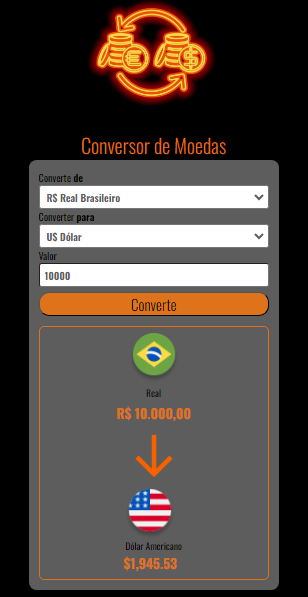 Conversor de Moedas
Converte de
R$ Real Brasileiro
Converter para
U$ Dólar
Valor
10000
Converte
Real
R$ 10.000,00
Dólar Americano
$1,945.53